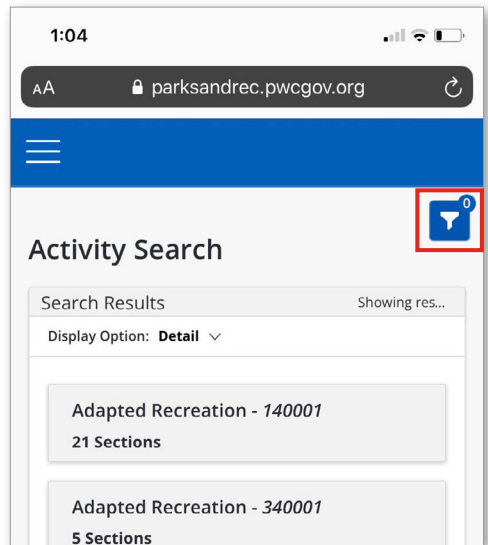 1:04
AA parksandrec.pwcgov.org
0
Activity Search
Search Results Showing res...
Display Option: Detail
Adapted Recreation - 140001
21 Sections
Adapted Recreation - 340001
5 Sections